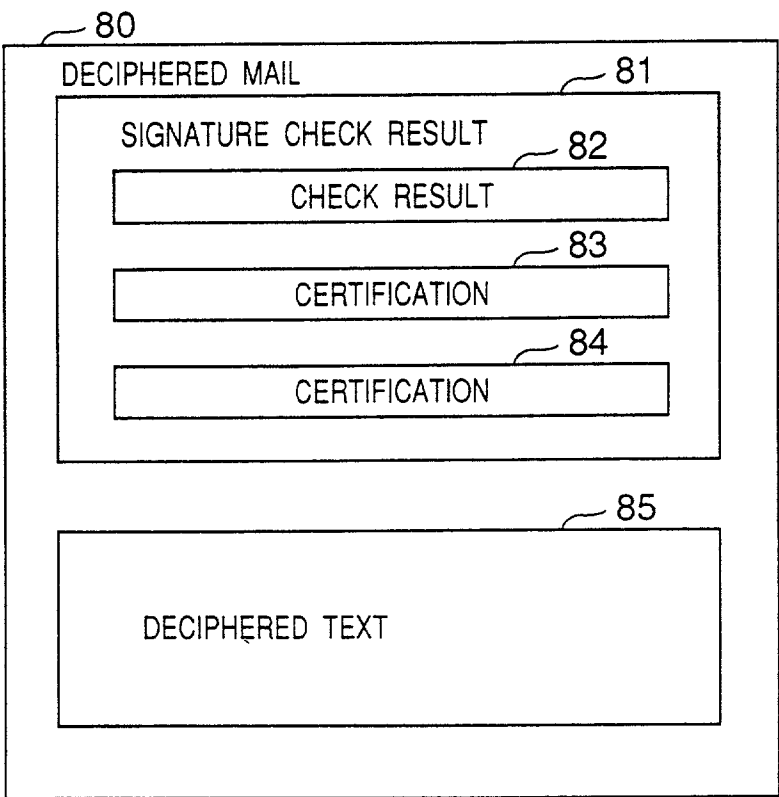 80
DECIPHERED MAIL
81
SIGNATURE CHECK RESULT
82
CHECK RESULT
83
CERTIFICATION
84
CERTIFICATION
85
DECIPHERED TEXT